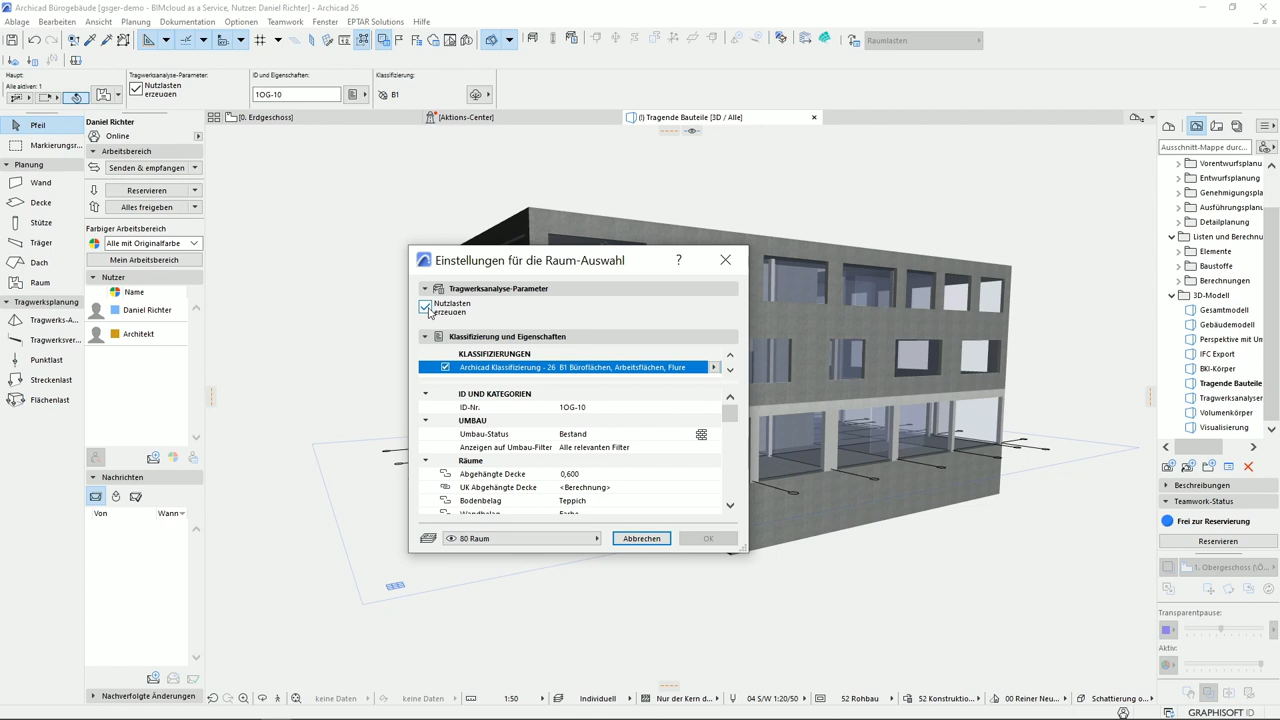 Archicad Bürogebäude [gsger-demo - BIMcloud as a Service, Nutzer: Daniel Richter] - Archicad 26
Ablage Bearbeiten Ansicht Planung Dokumentation Optionen Teamwork Fenster EPTAR Solutions Hilfe
Raumlasten
Haupt:
Alle aktiven: 1
Tragwerksanalyse-Parameter:
Nutzlasten
erzeugen
ID und Eigenschaften:
1OG-10
Klassifizierung:
B1
[0. Erdgeschoss]
[Aktions-Center]
(!) Tragende Bauteile [3D / Alle]
Pfeil
Markierungsr...
Planung
Wand
Decke
Stütze
Träger
Dach
Raum
Tragwerksplanung
Tragwerks-A...
Tragwerksver...
Punktlast
Streckenlast
Flächenlast
Daniel Richter
Online
Arbeitsbereich
Senden & empfangen
Reservieren
Alles freigeben
Farbiger Arbeitsbereich
Alle mit Originalfarbe
Mein Arbeitsbereich
Nutzer
Name
Daniel Richter
Architekt
Nachrichten
Von Wann
Nachverfolgte Änderungen
Einstellungen für die Raum-Auswahl
?
Tragwerksanalyse-Parameter
Nutzlasten
erzeugen
Klassifizierung und Eigenschaften
KLASSIFIZIERUNGEN
Archicad Klassifizierung - 26 B1 Büroflächen, Arbeitsflächen, Flure
ID UND KATEGORIEN
ID-Nr. 1OG-10
UMBAU
Umbau-Status Bestand
Anzeigen auf Umbau-Filter Alle relevanten Filter
Räume
Abgehängte Decke 0,600
UK Abgehängte Decke <Berechnung>
Bodenbelag Teppich
Wandbelag Farbe
80 Raum
Abbrechen
OK
Ausschnitt-Mappe durc...
Vorentwurfsplanu
Entwurfsplanung
Genehmigungspla
Ausführungsplanu
Detailplanung
Listen und Berechnu
Elemente
Baustoffe
Berechnungen
3D-Modell
Gesamtmodell
Gebäudemodell
Perspektive mit Un
IFC Export
BKI-Körper
Tragende Bauteile
Tragwerksanalyser
Volumenkörper
Visualisierung
Beschreibungen
Teamwork-Status
Frei zur Reservierung
Reservieren
1. Obergeschoss (\Ö...
Transparentpause:
Aktiv:
keine Daten
keine Daten
1:50
Individuell
Nur der Kern d...
04 S/W 1:20/50
52 Rohbau
52 Konstruktio...
00 Reiner Neu...
Schattierung o...
GRAPHISOFT ID